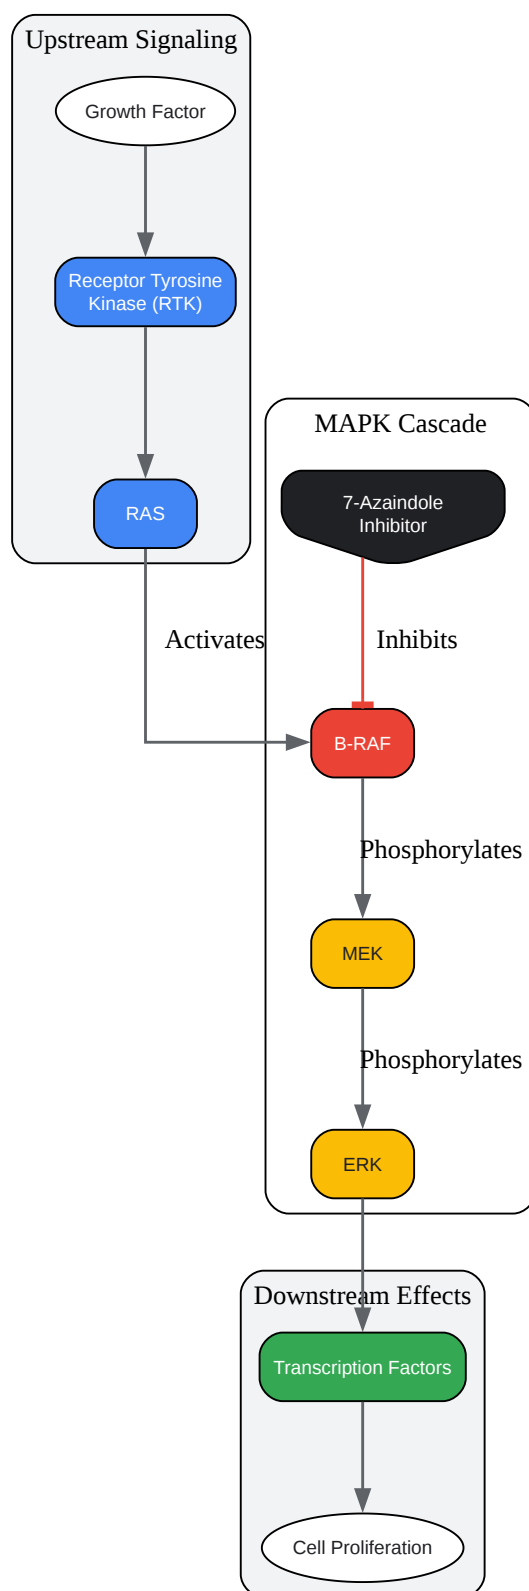 Upstream Signaling
Growth Factor
Receptor Tyrosine
Kinase (RTK)
RAS
MAPK Cascade
7-Azaindole
Inhibitor
Activates
Inhibits
B-RAF
Phosphorylates
MEK
Phosphorylates
ERK
Downstream Effects
Transcription Factors
Cell Proliferation